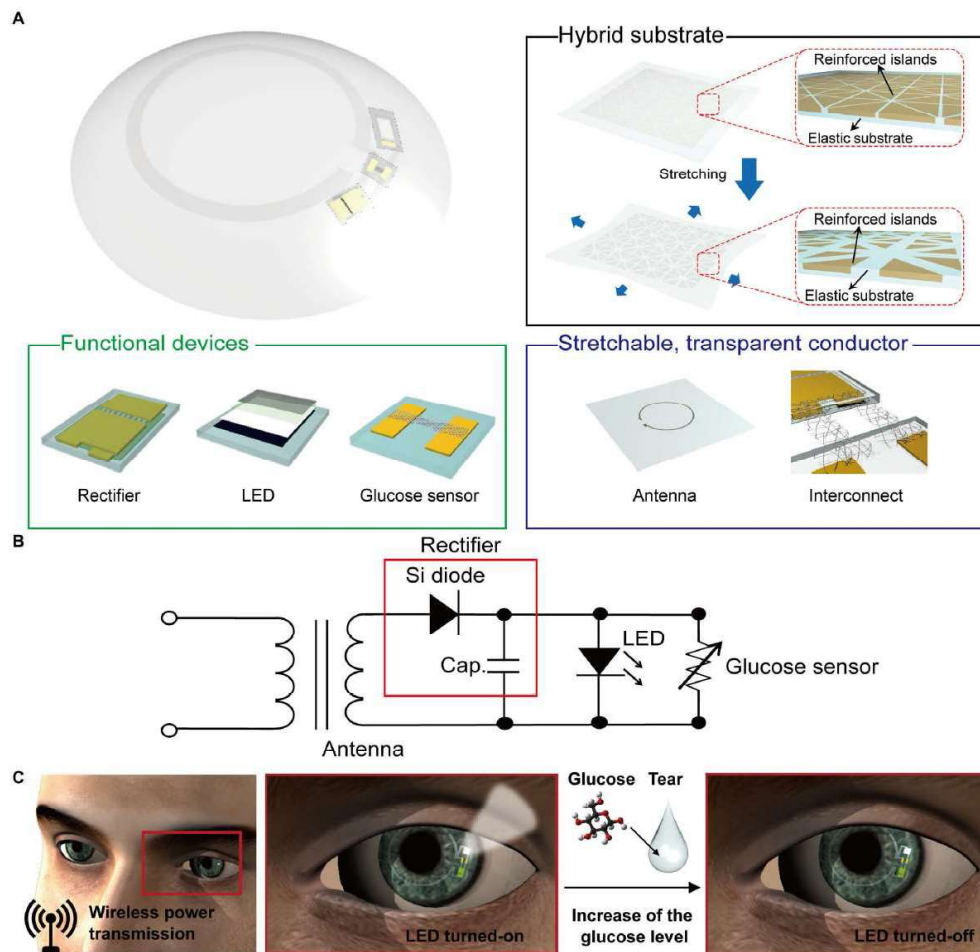 A
Hybrid substrate
Reinforced islands
Elastic substrate
Stretching
Reinforced islands
Elastic substrate
Functional devices
Rectifier
LED
Glucose sensor
Stretchable, transparent conductor
Antenna
Interconnect
B
Rectifier
Si diode
Cap.
LED
Glucose sensor
Antenna
C
Wireless power
transmission
LED turned-on
Glucose Tear
Increase of the
glucose level
LED turned-off